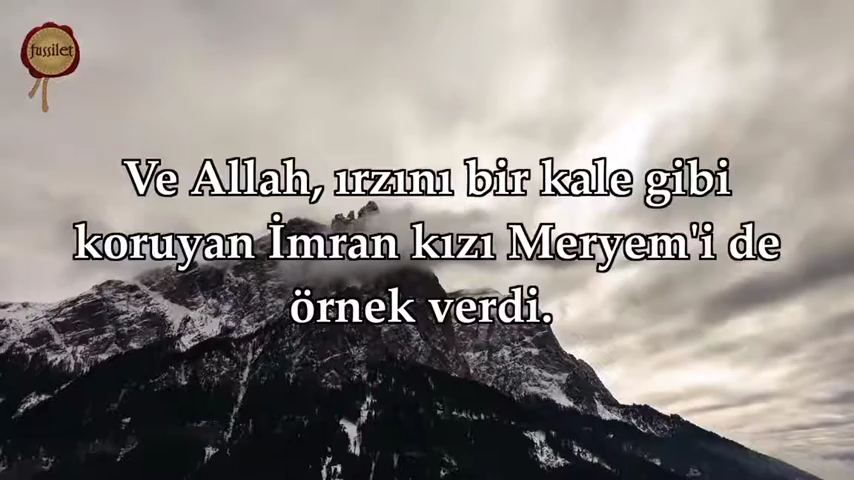 fussilet
Ve Allah, ırzını bir kale gibi
koruyan İmran kızı Meryem'i de
örnek verdi.